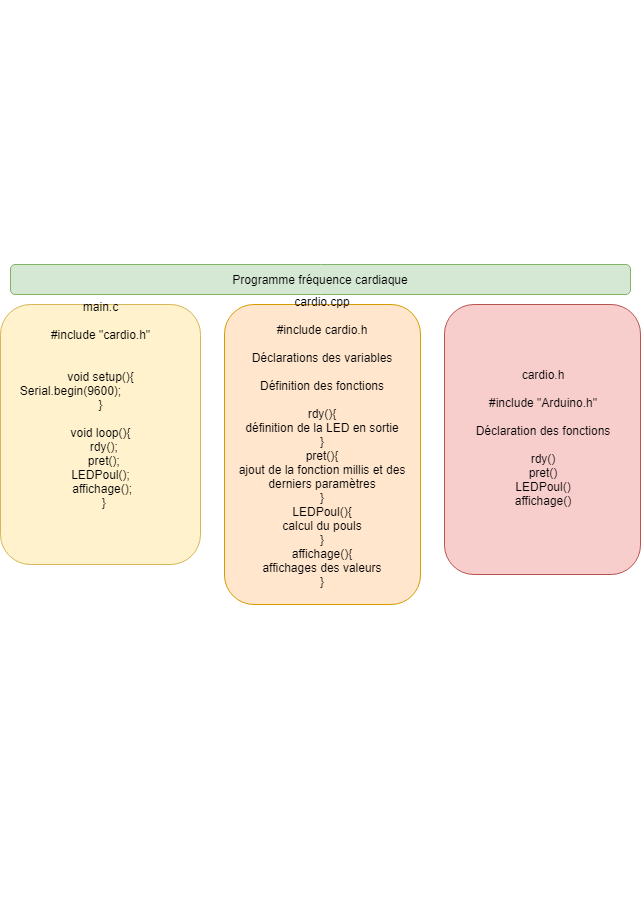 Programme fréquence cardiaque
main.c
#include "cardio.h"
void setup(){
Serial.begin(9600);
}
void loop(){
rdy();
pret();
LEDPoul();
affichage();
}
cardio.cpp
#include cardio.h
Déclarations des variables
Définition des fonctions
rdy(){
définition de la LED en sortie
}
pret(){
ajout de la fonction millis et des
derniers paramètres
}
LEDPoul(){
calcul du pouls
}
affichage(){
affichages des valeurs
}
cardio.h
#include "Arduino.h"
Déclaration des fonctions
rdy()
pret()
LEDPoul()
affichage()